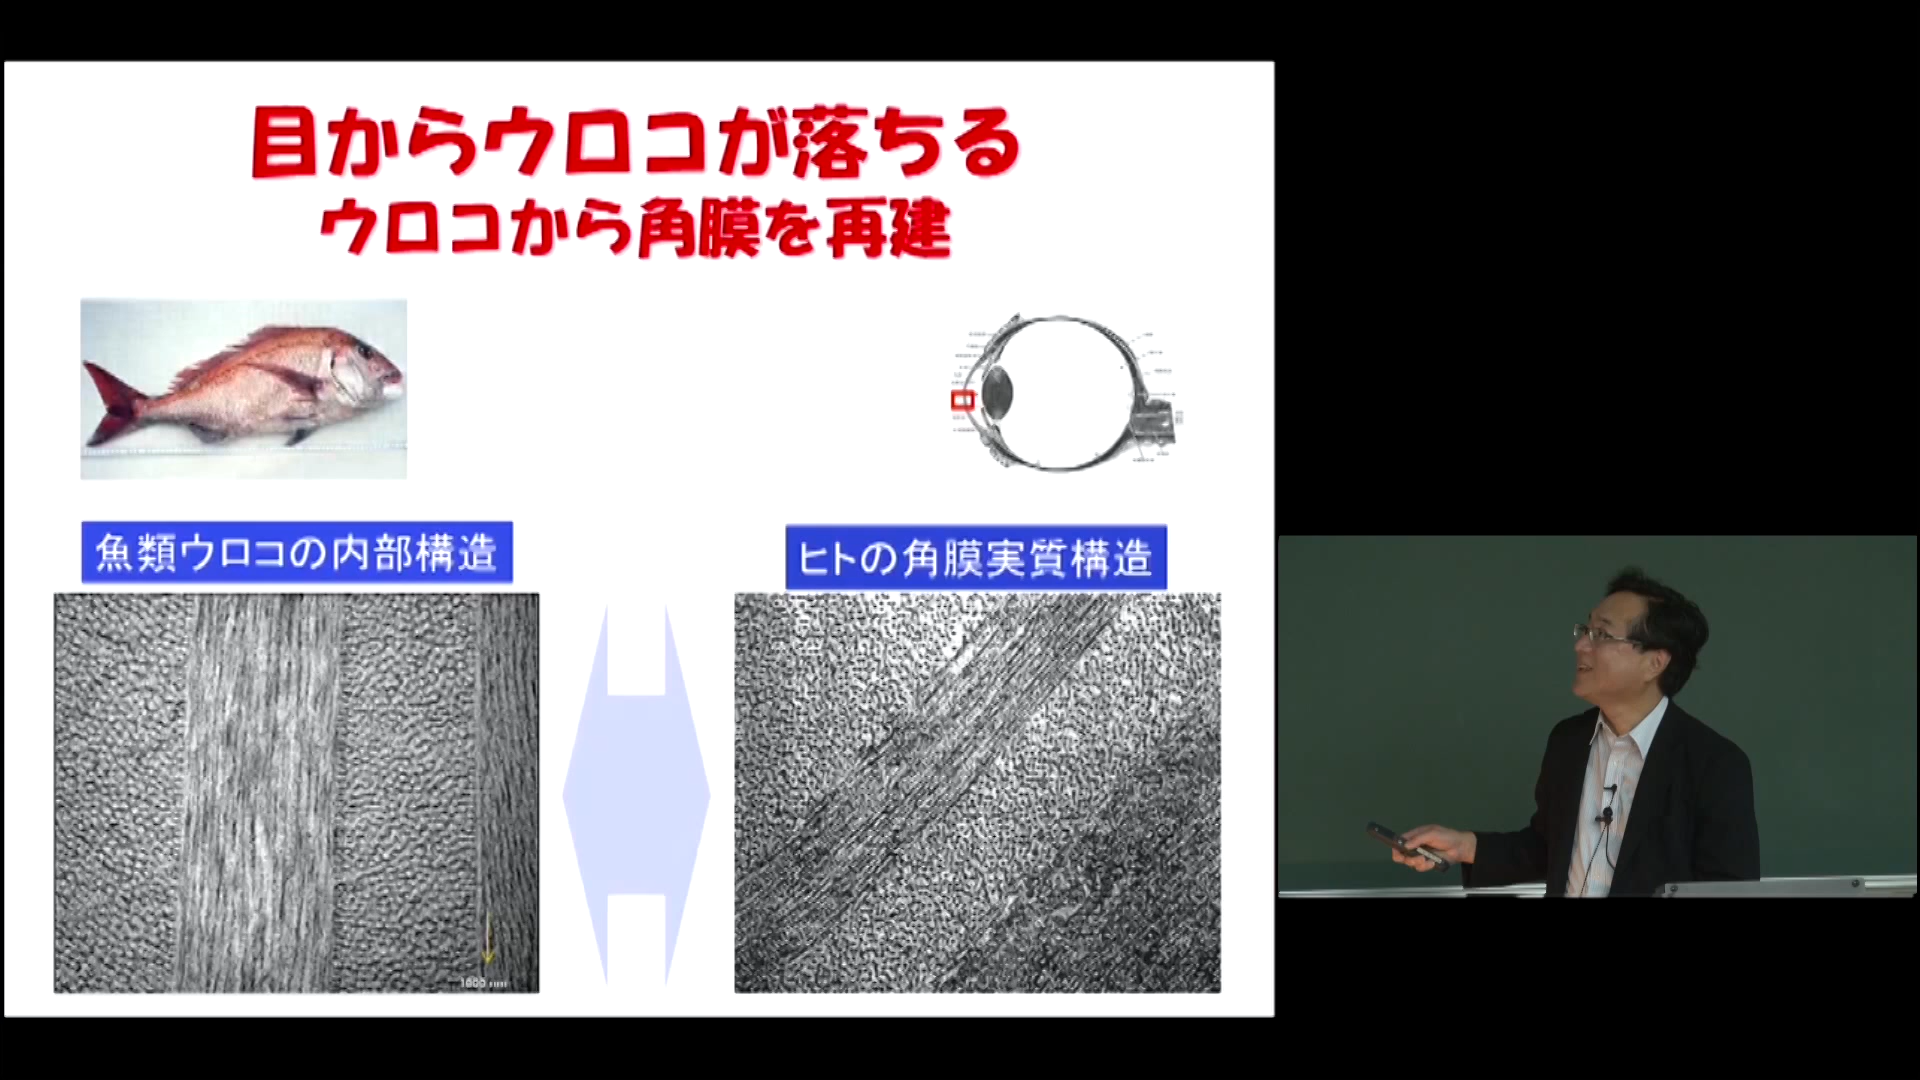 目からウロコが落ちる
ウロコから角膜を再建
魚類ウロコの内部構造
ヒトの角膜実質構造